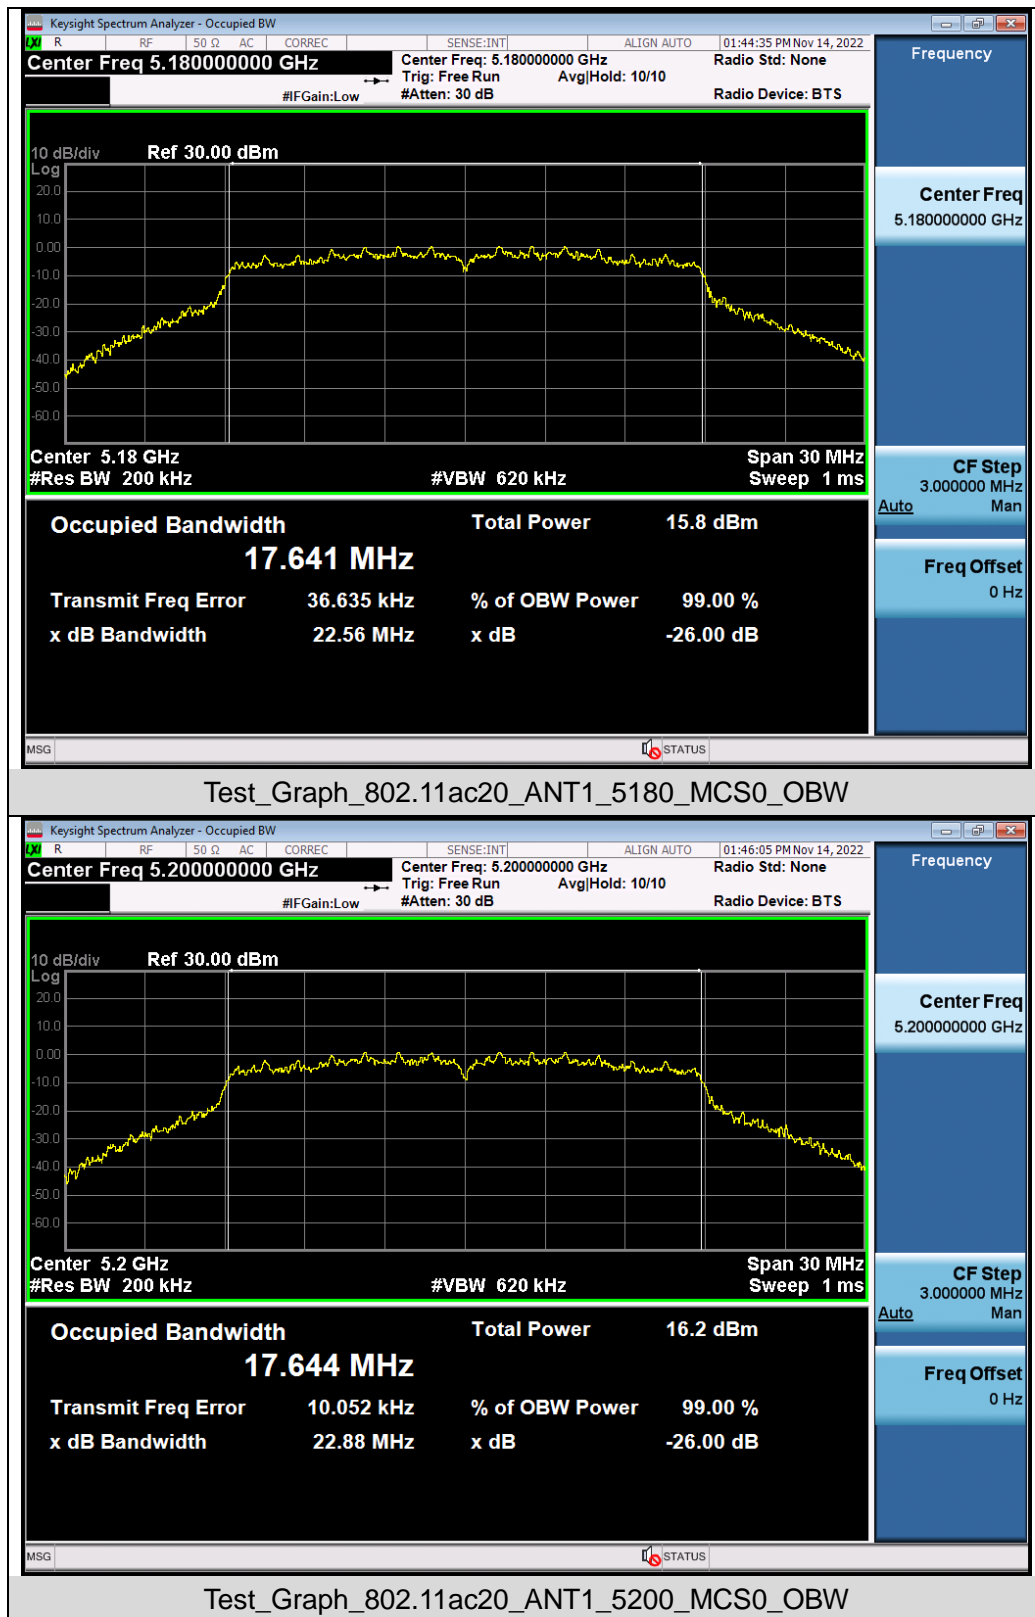 Keysight Spectrum Analyzer - Occupied BW
LXI R RF 50 Ω AC CORREC SENSE:INT ALIGN AUTO 01:44:35 PM Nov 14, 2022
Center Freq 5.180000000 GHz
Center Freq: 5.180000000 GHz
Radio Std: None
Trig: Free Run Avg|Hold: 10/10
#IFGain:Low
#Atten: 30 dB
Radio Device: BTS
Frequency
10 dB/div Ref 30.00 dBm
Log
20.0
10.0
0.00
-10.0
-20.0
-30.0
-40.0
-50.0
-60.0
Center Freq
5.180000000 GHz
Center 5.18 GHz Span 30 MHz
#Res BW 200 kHz #VBW 620 kHz Sweep 1 ms
CF Step
3.000000 MHz
Auto Man
Occupied Bandwidth Total Power 15.8 dBm
17.641 MHz
Transmit Freq Error 36.635 kHz % of OBW Power 99.00 %
x dB Bandwidth 22.56 MHz x dB -26.00 dB
Freq Offset
0 Hz
MSG STATUS
Test_Graph_802.11ac20_ANT1_5180_MCS0_OBW
Keysight Spectrum Analyzer - Occupied BW
LXI R RF 50 Ω AC CORREC SENSE:INT ALIGN AUTO 01:46:05 PM Nov 14, 2022
Center Freq 5.200000000 GHz
Center Freq: 5.200000000 GHz
Radio Std: None
Trig: Free Run Avg|Hold: 10/10
#IFGain:Low
#Atten: 30 dB
Radio Device: BTS
Frequency
10 dB/div Ref 30.00 dBm
Log
20.0
10.0
0.00
-10.0
-20.0
-30.0
-40.0
-50.0
-60.0
Center Freq
5.200000000 GHz
Center 5.2 GHz Span 30 MHz
#Res BW 200 kHz #VBW 620 kHz Sweep 1 ms
CF Step
3.000000 MHz
Auto Man
Occupied Bandwidth Total Power 16.2 dBm
17.644 MHz
Transmit Freq Error 10.052 kHz % of OBW Power 99.00 %
x dB Bandwidth 22.88 MHz x dB -26.00 dB
Freq Offset
0 Hz
MSG STATUS
Test_Graph_802.11ac20_ANT1_5200_MCS0_OBW